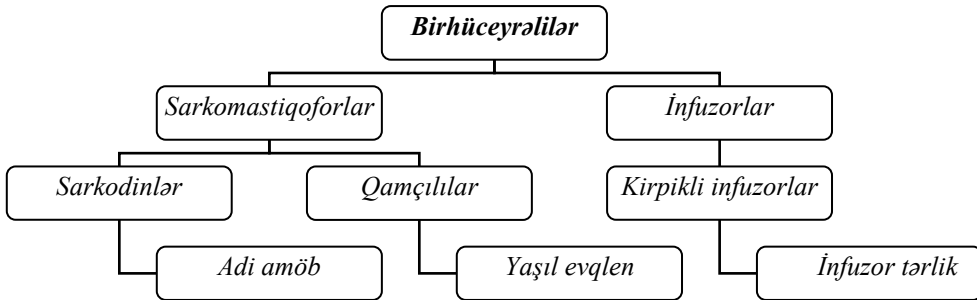 Birhüceyrəlilər
Sarkomastiqoforlar
İnfuzorlar
Sarkodinlər
Qamçılılar
Kirpikli infuzorlar
Adi amöb
Yaşıl evqlen
İnfuzor tərlik